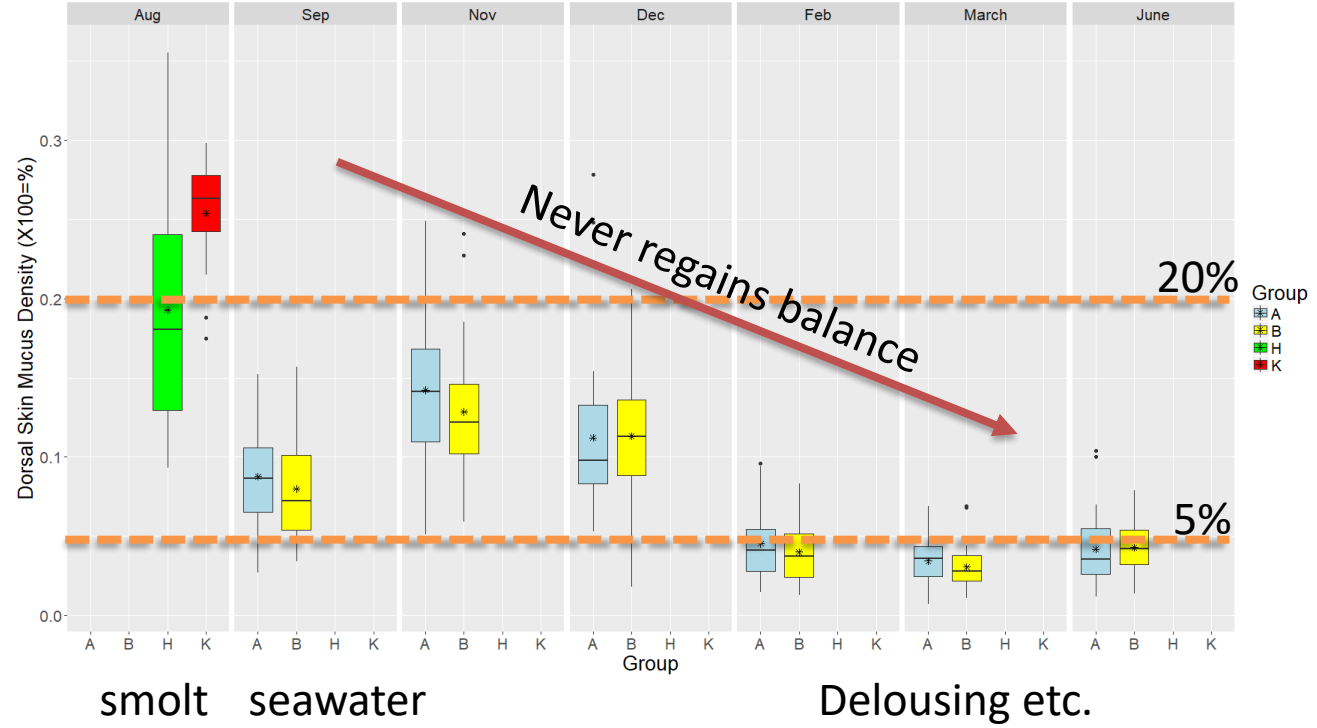 Aug Sep Nov Dec Feb March June
Dorsal Skin Mucus Density (X100=%)
0.3
0.2
0.1
0.0
Never regains balance
20%
5%
Group
A
B
H
K
A B H K A B H K A B H K A B H K A B H K A B H K A B H K
Group
smolt seawater Delousing etc.